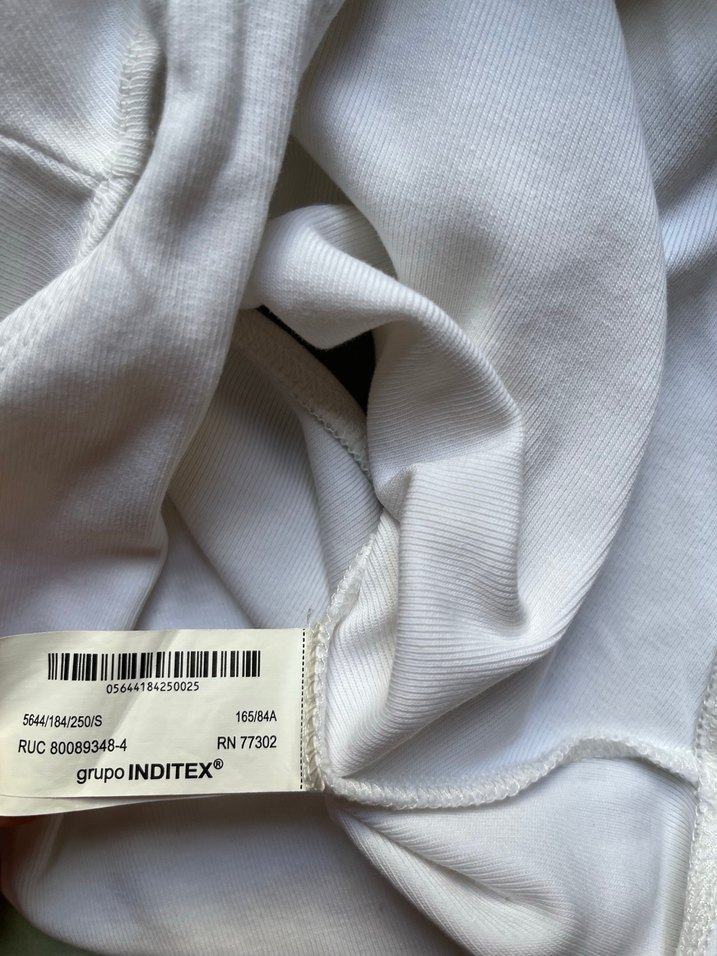 05644184250025
5644/184/250/S 165/84A
RUC 80089348-4 RN 77302
grupo INDITEX®